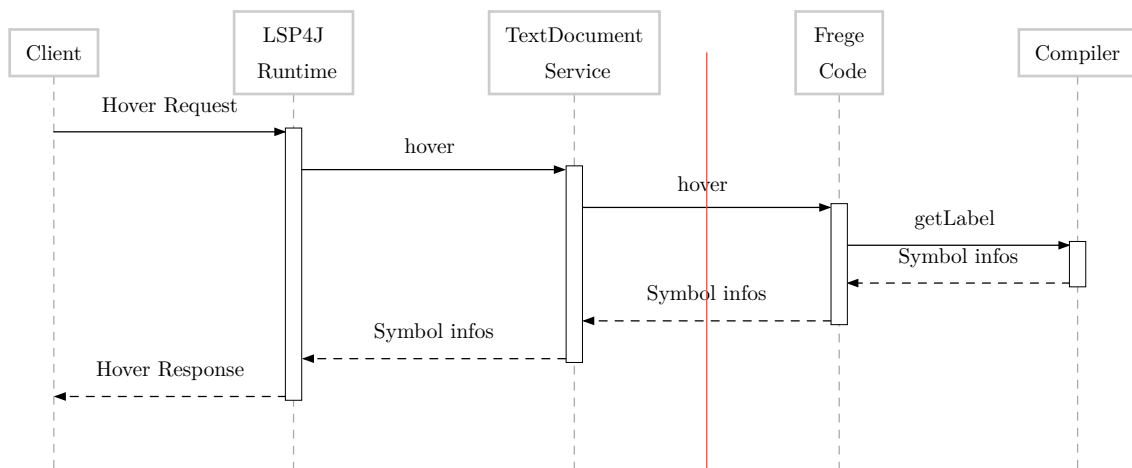 Client
LSP4J
Runtime
TextDocument
Service
Frege
Code
Compiler
Hover Request
hover
hover
getLabel
Symbol infos
Symbol infos
Symbol infos
Hover Response